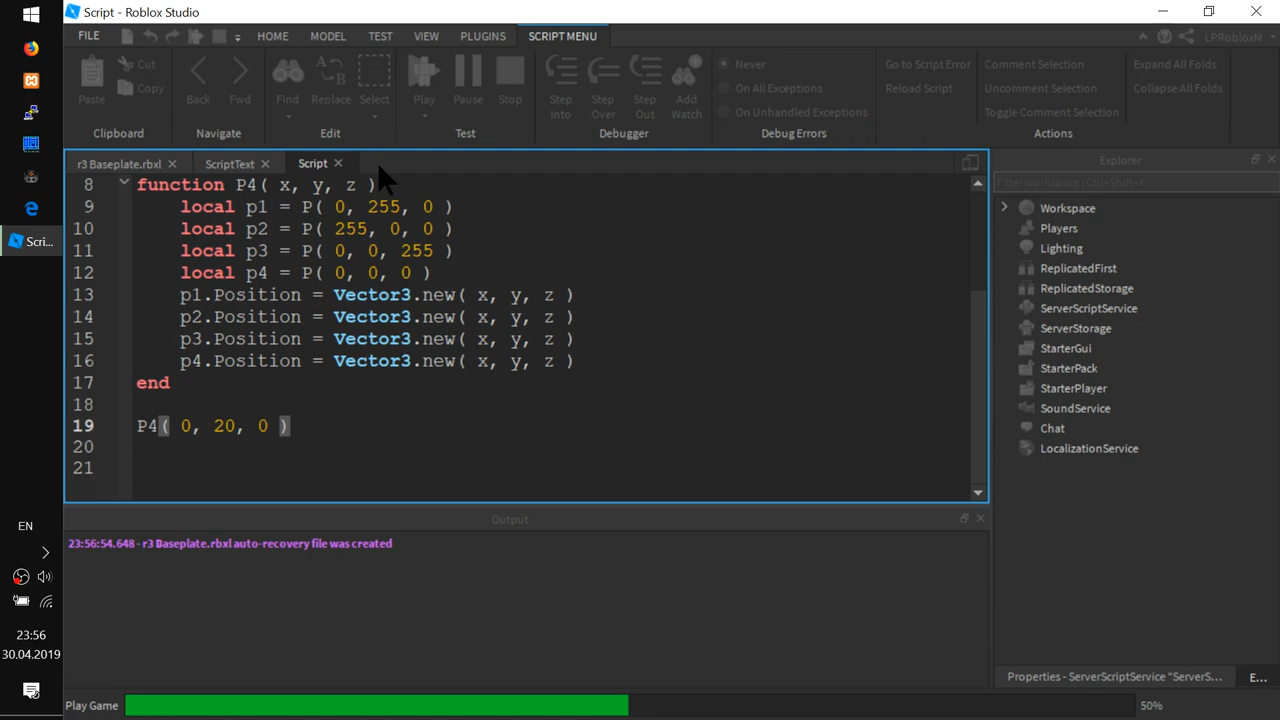 Script - Roblox Studio
FILE
HOME
MODEL
TEST
VIEW
PLUGINS
SCRIPT MENU
LPRobloxM
Paste
Cut
Copy
Clipboard
Back
Fwd
Navigate
Find
Replace
Select
Edit
Play
Pause
Stop
Test
Step Into
Step Over
Step Out
Add Watch
Debugger
Never
On All Exceptions
On Unhandled Exceptions
Debug Errors
Go to Script Error
Reload Script
Comment Selection
Uncomment Selection
Toggle Comment Selection
Expand All Folds
Collapse All Folds
Actions
r3 Baseplate.rbxl
ScriptText
Script
8 function P4( x, y, z )
9 local p1 = P( 0, 255, 0 )
10 local p2 = P( 255, 0, 0 )
11 local p3 = P( 0, 0, 255 )
12 local p4 = P( 0, 0, 0 )
13 p1.Position = Vector3.new( x, y, z )
14 p2.Position = Vector3.new( x, y, z )
15 p3.Position = Vector3.new( x, y, z )
16 p4.Position = Vector3.new( x, y, z )
17 end
18
19 P4( 0, 20, 0 )
20
21
Explorer
Filter workspace (Ctrl+Shift+X)
Workspace
Players
Lighting
ReplicatedFirst
ReplicatedStorage
ServerScriptService
ServerStorage
StarterGui
StarterPack
StarterPlayer
SoundService
Chat
LocalizationService
Output
23:56:54.648 - r3 Baseplate.rbxl auto-recovery file was created
Properties - ServerScriptService "ServerS...
E...
Play Game
50%
Scri...
EN
23:56
30.04.2019